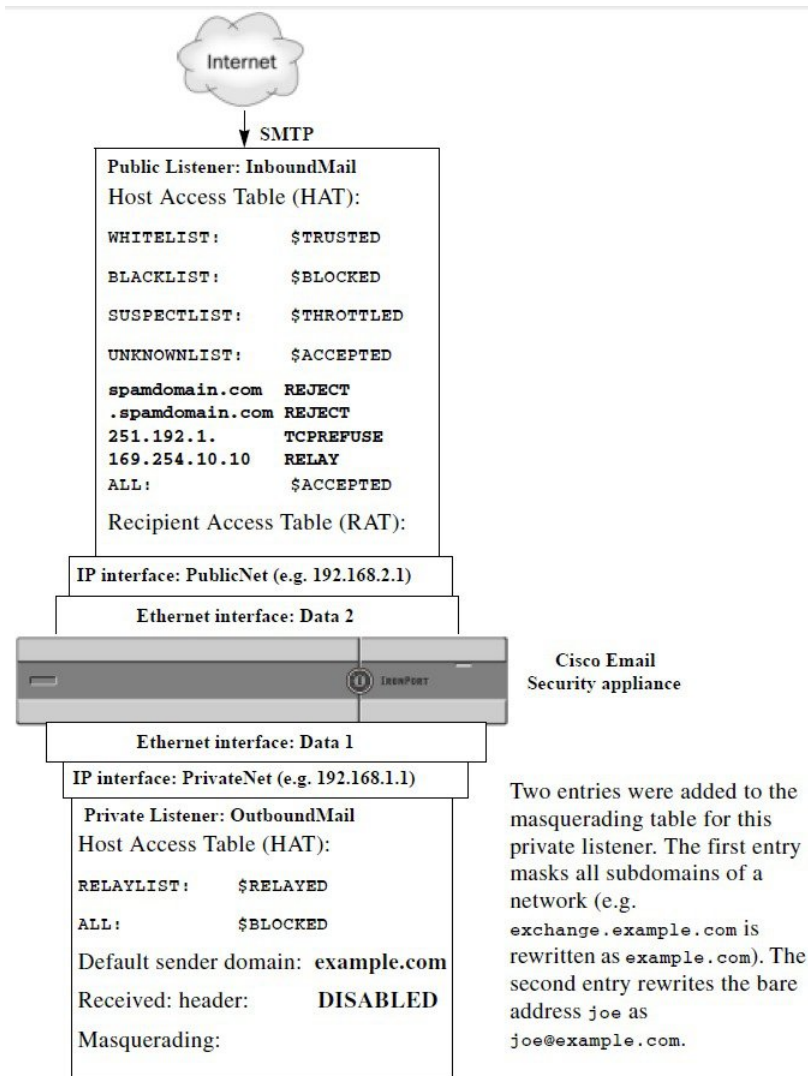 Internet
SMTP
Public Listener: InboundMail
Host Access Table (HAT):
WHITELIST: $TRUSTED
BLACKLIST: $BLOCKED
SUSPECTLIST: $THROTTLED
UNKNOWNLIST: $ACCEPTED
spamdomain.com REJECT
.spamdomain.com REJECT
251.192.1. TCPREFUSE
169.254.10.10 RELAY
ALL: $ACCEPTED
Recipient Access Table (RAT):
IP interface: PublicNet (e.g. 192.168.2.1)
Ethernet interface: Data 2
IRONPORT
Cisco Email
Security appliance
Ethernet interface: Data 1
IP interface: PrivateNet (e.g. 192.168.1.1)
Private Listener: OutboundMail
Host Access Table (HAT):
RELAYLIST: $RELAYED
ALL: $BLOCKED
Default sender domain: example.com
Received: header: DISABLED
Masquerading:
Two entries were added to the
masquerading table for this
private listener. The first entry
masks all subdomains of a
network (e.g.
exchange.example.com is
rewritten as example.com). The
second entry rewrites the bare
address joe as
joe@example.com.